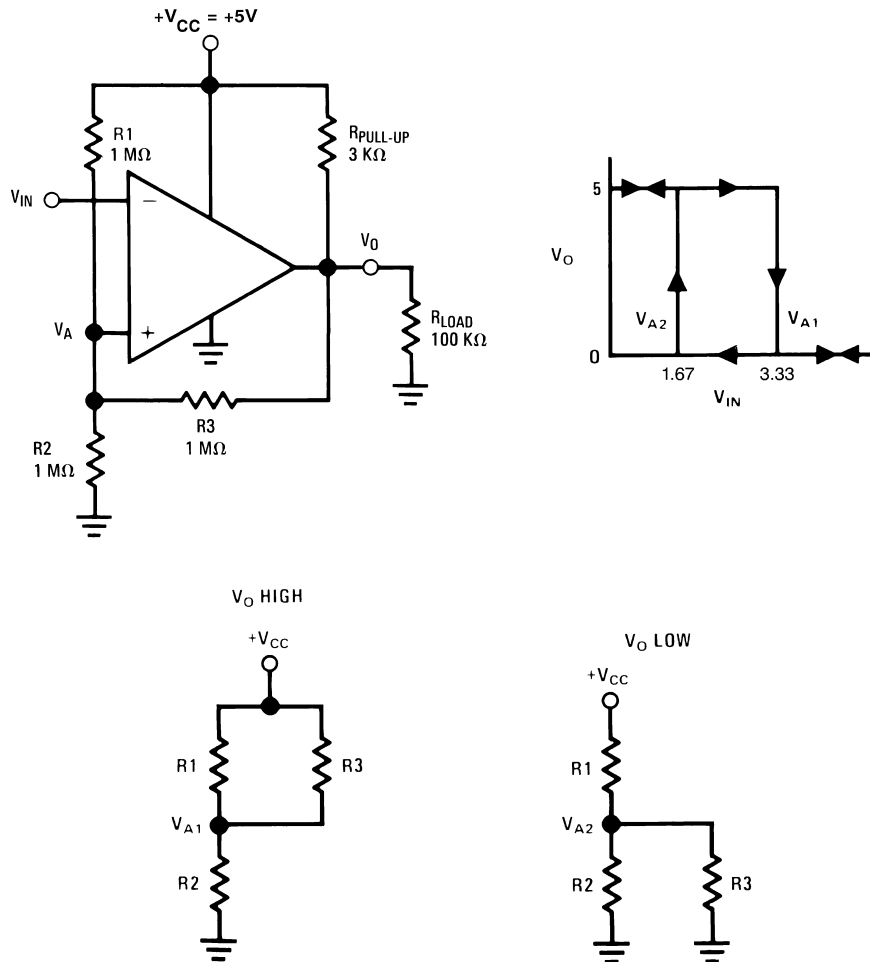 +VCC = +5V
R1
1 MΩ
RPULL-UP
3 KΩ
VIN
−
VO
VA
+
RLOAD
100 KΩ
R3
1 MΩ
R2
1 MΩ
5
VO
VA2
VA1
0
1.67
3.33
VIN
VO HIGH
+VCC
R1
R3
VA1
R2
VO LOW
+VCC
R1
VA2
R2
R3